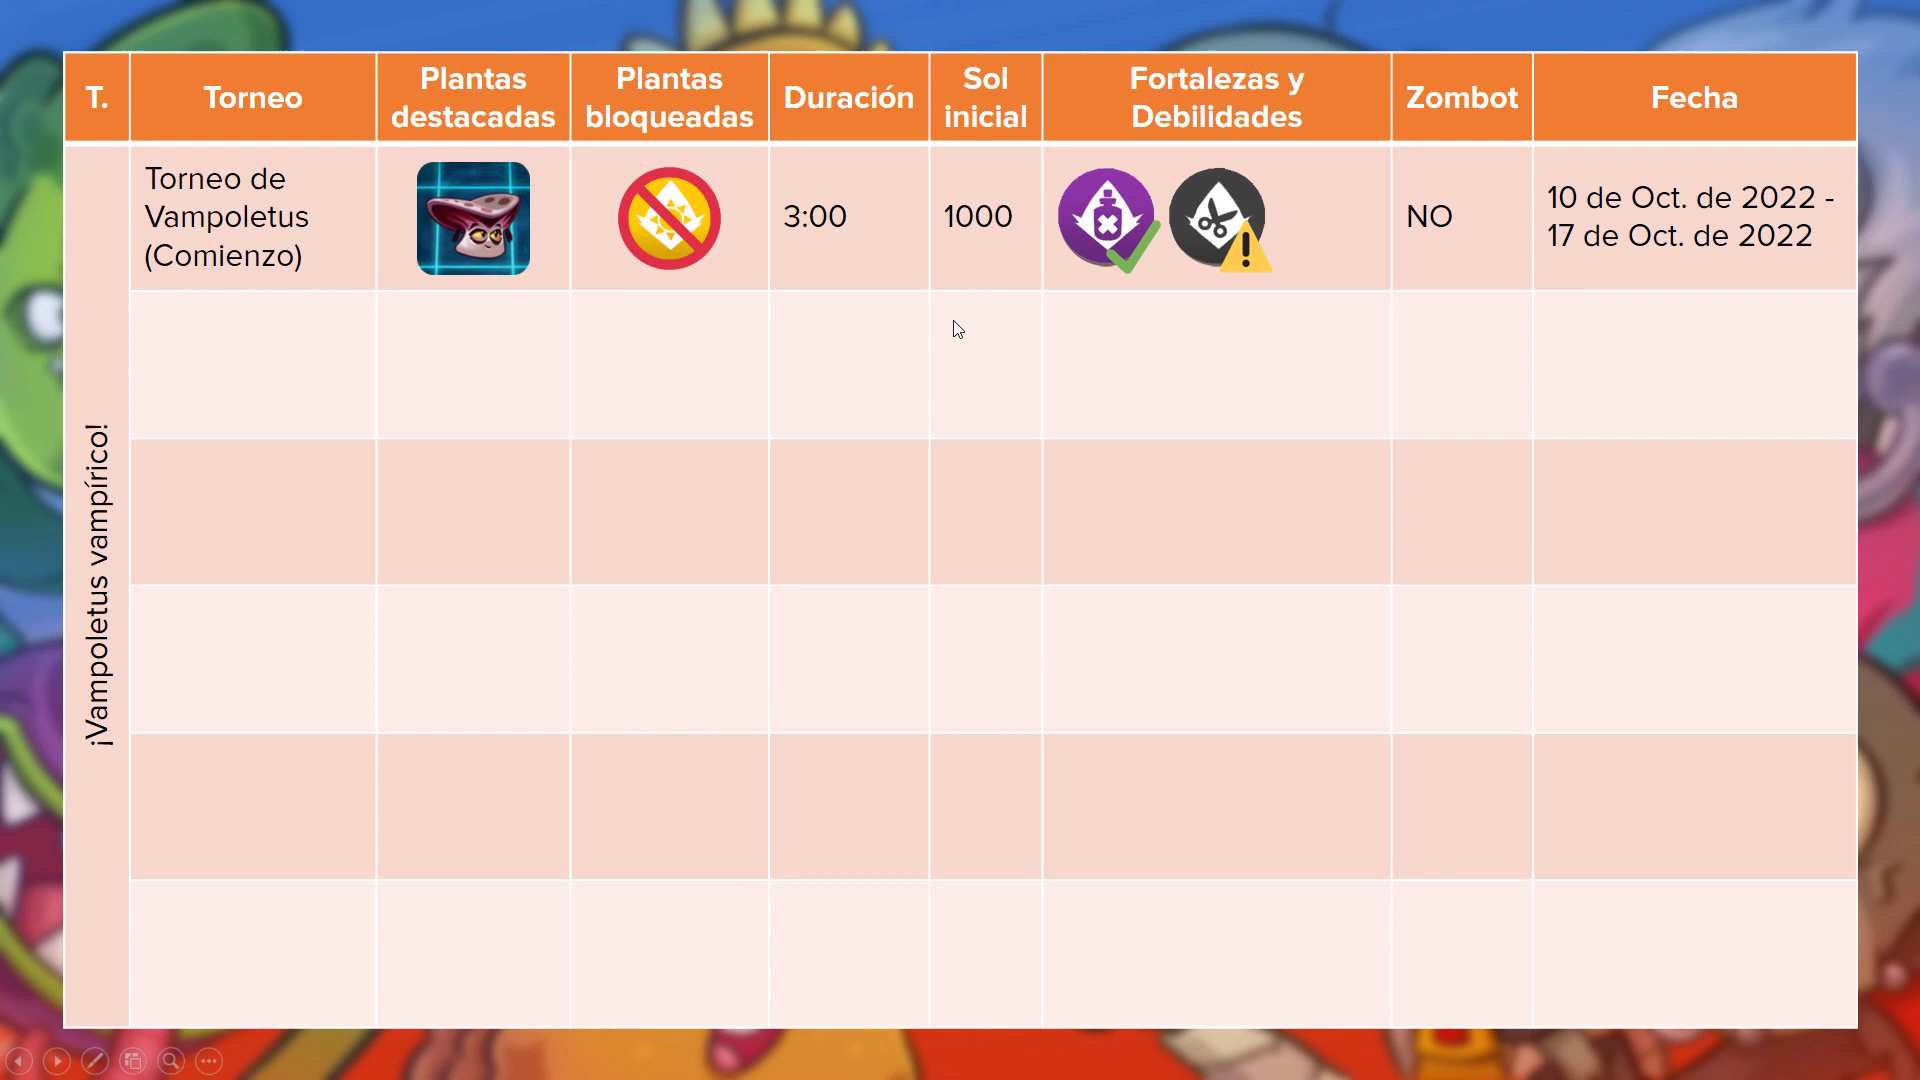 T.
Torneo
Plantas
destacadas
Plantas
bloqueadas
Duración
Sol
inicial
Fortalezas y
Debilidades
Zombot
Fecha
¡Vampoletus vampírico!
Torneo de
Vampoletus
(Comienzo)
3:00
1000
NO
10 de Oct. de 2022 -
17 de Oct. de 2022